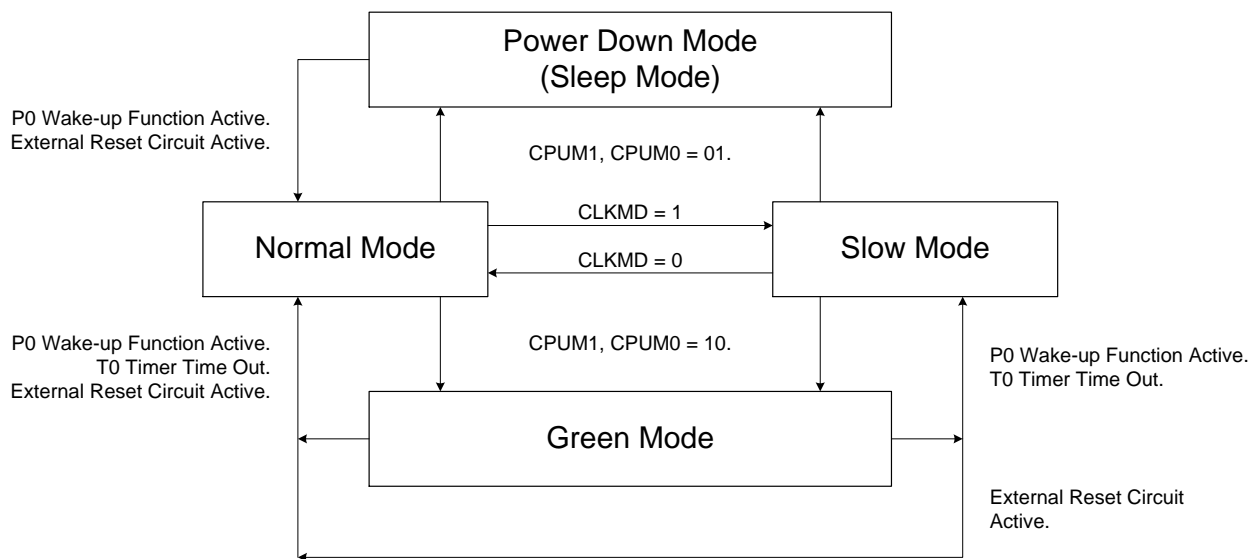 Power Down Mode
(Sleep Mode)
P0 Wake-up Function Active.
External Reset Circuit Active.
CPUM1, CPUM0 = 01.
CLKMD = 1
Normal Mode
Slow Mode
CLKMD = 0
P0 Wake-up Function Active.
T0 Timer Time Out.
External Reset Circuit Active.
CPUM1, CPUM0 = 10.
P0 Wake-up Function Active.
T0 Timer Time Out.
Green Mode
External Reset Circuit
Active.